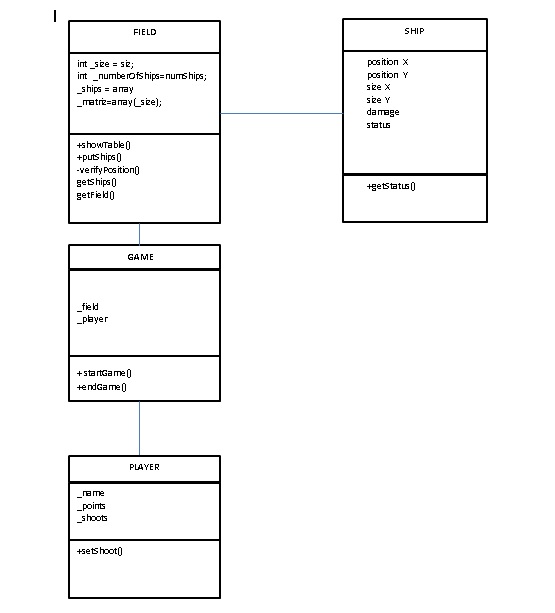 FIELD
int _size = siz;
int _numberOfShips=numShips;
_ships = array
_matriz=array(_size);
+showTable()
+putShips()
-verifyPosition()
getShips()
getField()
SHIP
position X
position Y
size X
size Y
damage
status
+getStatus()
GAME
_field
_player
+ startGame()
+endGame()
PLAYER
_name
_points
_shoots
+setShoot()